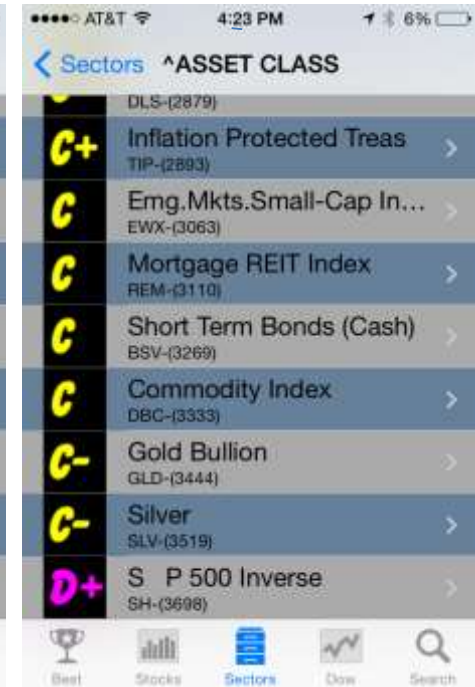 AT&T 4:23 PM 6%
Sectors ^ASSET CLASS
DLS-(2879)
C+ Inflation Protected Treas
TIP-(2893)
C Emg.Mkts.Small-Cap In...
EWX-(3063)
C Mortgage REIT Index
REM-(3110)
C Short Term Bonds (Cash)
BSV-(3269)
C Commodity Index
DBC-(3333)
C- Gold Bullion
GLD-(3444)
C- Silver
SLV-(3519)
D+ S P 500 Inverse
SH-(3698)
Best Stocks Sectors Dow Search